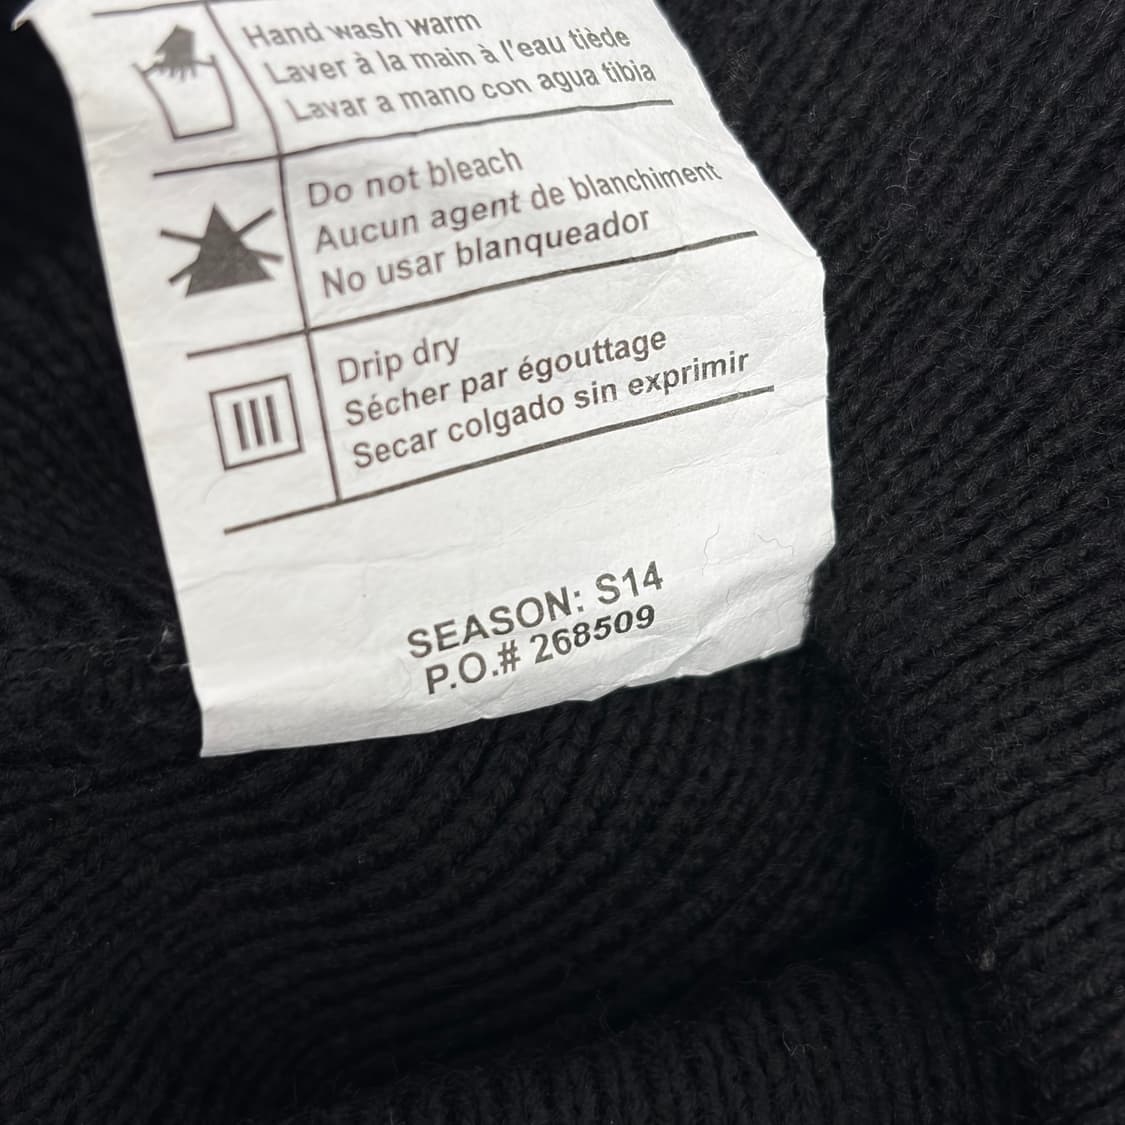 Hand wash warm
Laver à la main à l'eau tiède
Lavar a mano con agua tibia
Do not bleach
Aucun agent de blanchiment
No usar blanqueador
Drip dry
Sécher par égouttage
Secar colgado sin exprimir
SEASON: S14
P.O.# 268509